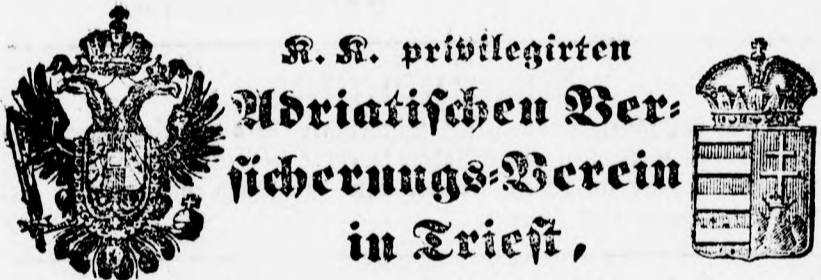 K. K. privilegirten
Adriatischen Ver-
sicherungs-Verein
in Triest,